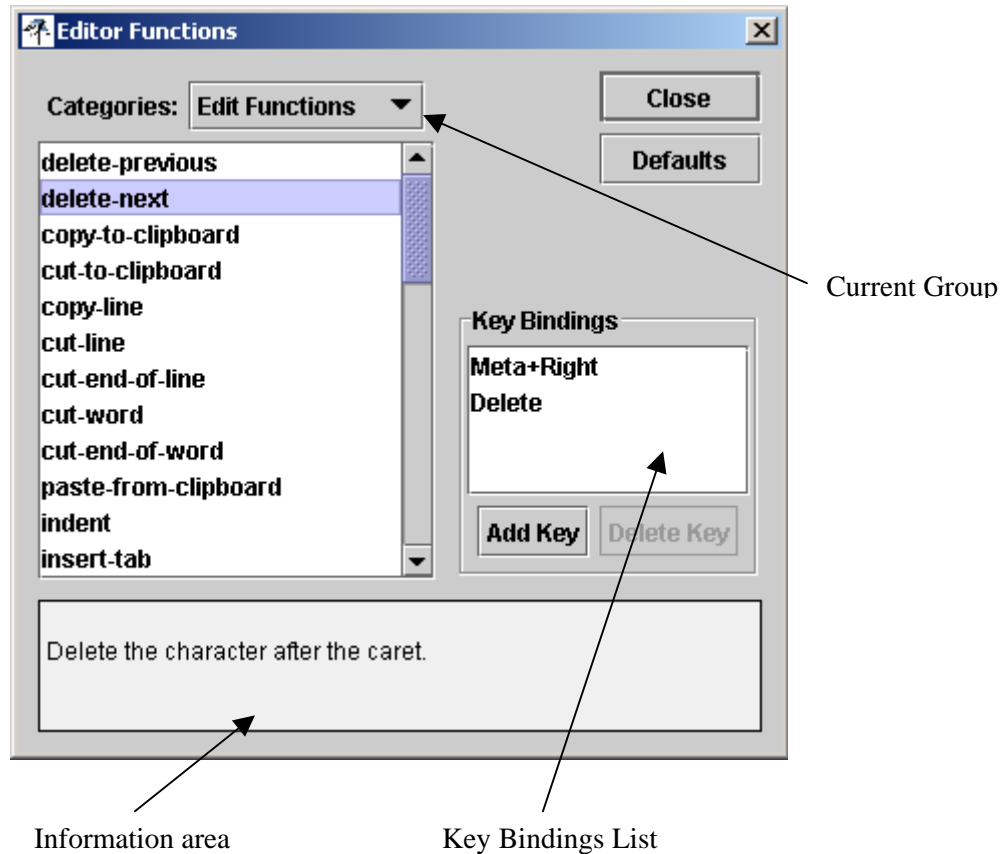 Editor Functions
Categories: Edit Functions
Close
Defaults
delete-previous
delete-next
copy-to-clipboard
cut-to-clipboard
copy-line
cut-line
cut-end-of-line
cut-word
cut-end-of-word
paste-from-clipboard
indent
insert-tab
Current Group
Key Bindings
Meta+Right
Delete
Add Key
Delete Key
Delete the character after the caret.
Information area
Key Bindings List